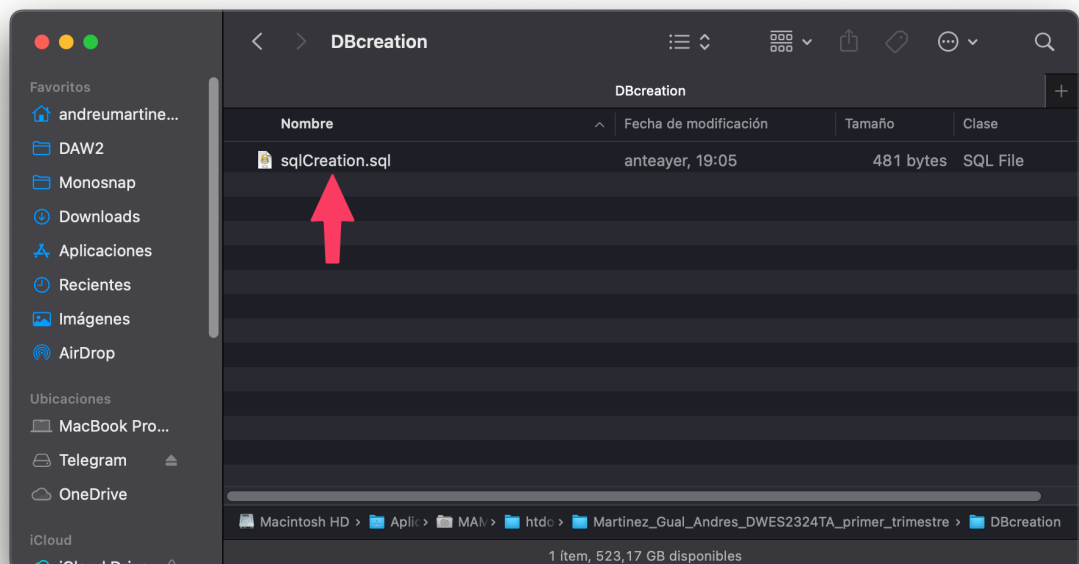 DBcreation
DBcreation
Favoritos
andreumartine...
DAW2
Monosnap
Downloads
Aplicaciones
Recientes
Imágenes
AirDrop
Ubicaciones
MacBook Pro...
Telegram
OneDrive
iCloud
Nombre Fecha de modificación Tamaño Clase
sqlCreation.sql anteayer, 19:05 481 bytes SQL File
Macintosh HD › Aplic › MAM › htdo › Martinez_Gual_Andres_DWES2324TA_primer_trimestre › DBcreation
1 ítem, 523,17 GB disponibles